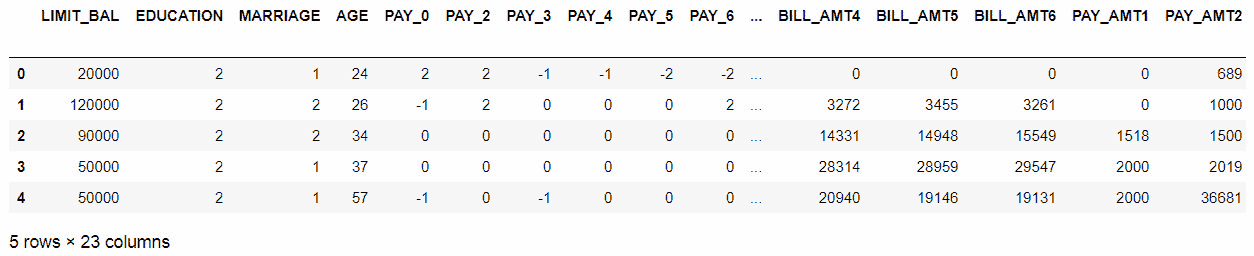 LIMIT_BAL EDUCATION MARRIAGE AGE PAY_0 PAY_2 PAY_3 PAY_4 PAY_5 PAY_6 ... BILL_AMT4 BILL_AMT5 BILL_AMT6 PAY_AMT1 PAY_AMT2
0 20000 2 1 24 2 2 -1 -1 -2 -2 ... 0 0 0 0 689
1 120000 2 2 26 -1 2 0 0 0 2 ... 3272 3455 3261 0 1000
2 90000 2 2 34 0 0 0 0 0 0 ... 14331 14948 15549 1518 1500
3 50000 2 1 37 0 0 0 0 0 0 ... 28314 28959 29547 2000 2019
4 50000 2 1 57 -1 0 -1 0 0 0 ... 20940 19146 19131 2000 36681
5 rows × 23 columns